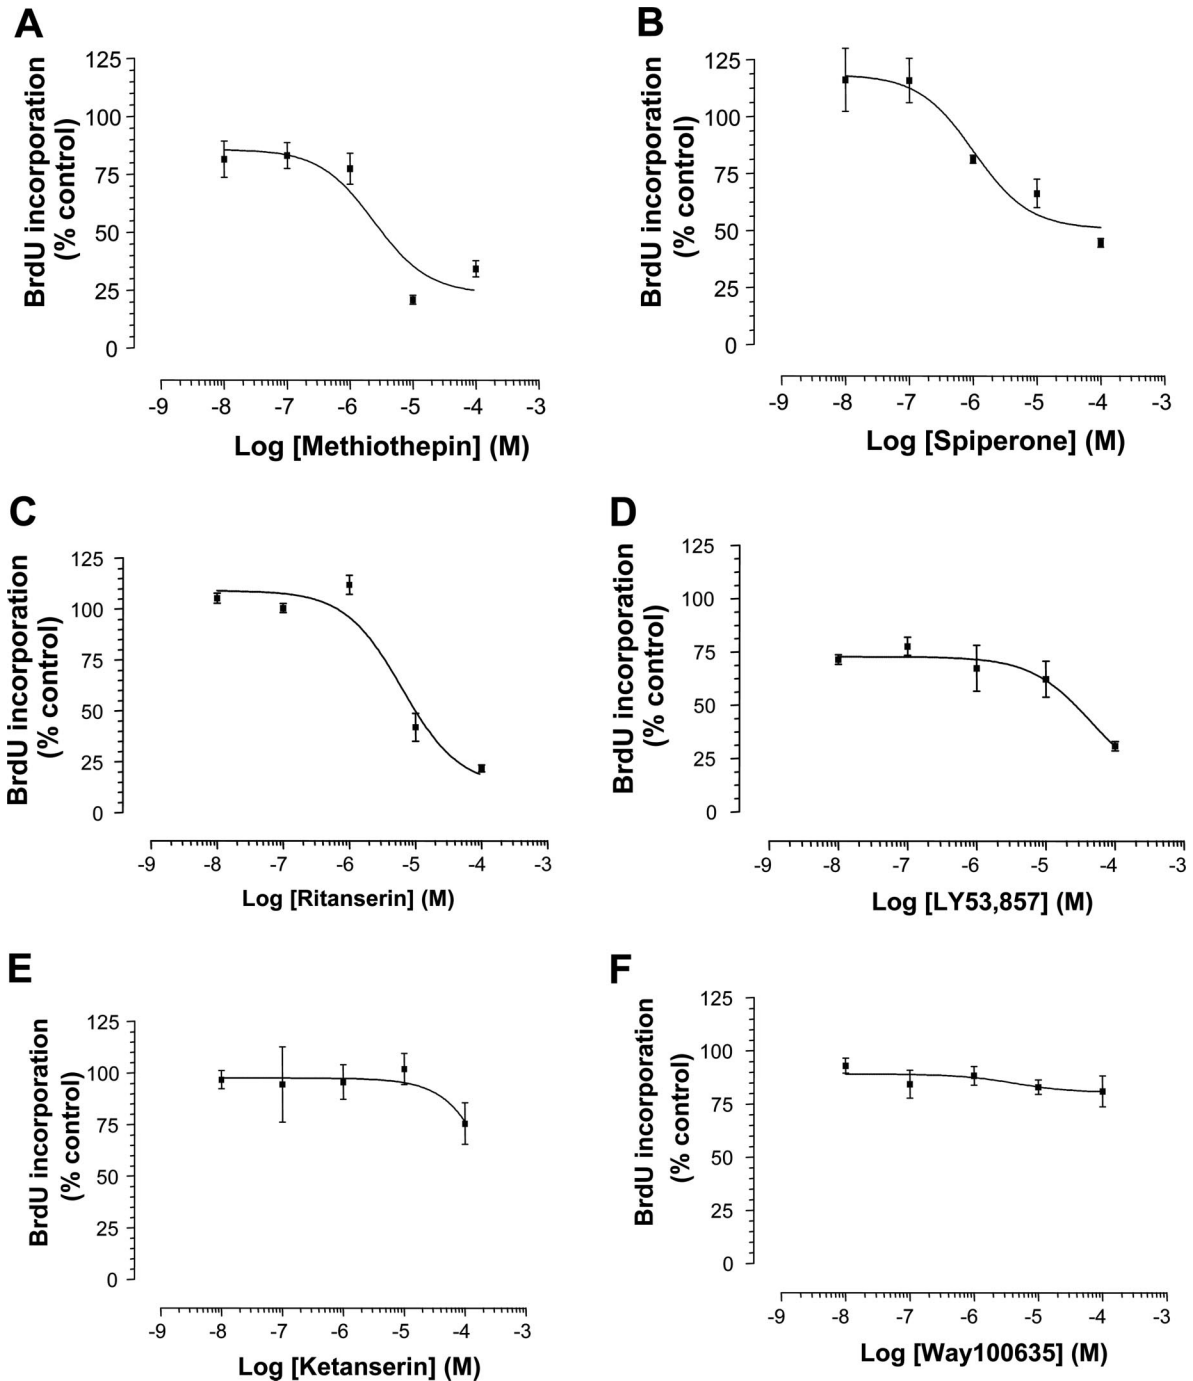 A
BrdU incorporation
(% control)
125
100
75
50
25
0
-9 -8 -7 -6 -5 -4 -3
Log [Methiothepin] (M)
B
BrdU incorporation
(% control)
125
100
75
50
25
0
-9 -8 -7 -6 -5 -4 -3
Log [Spiperone] (M)
C
BrdU incorporation
(% control)
125
100
75
50
25
0
-9 -8 -7 -6 -5 -4 -3
Log [Ritanserin] (M)
D
BrdU incorporation
(% control)
125
100
75
50
25
0
-9 -8 -7 -6 -5 -4 -3
Log [LY53,857] (M)
E
BrdU incorporation
(% control)
125
100
75
50
25
0
-9 -8 -7 -6 -5 -4 -3
Log [Ketanserin] (M)
F
BrdU incorporation
(% control)
125
100
75
50
25
0
-9 -8 -7 -6 -5 -4 -3
Log [Way100635] (M)